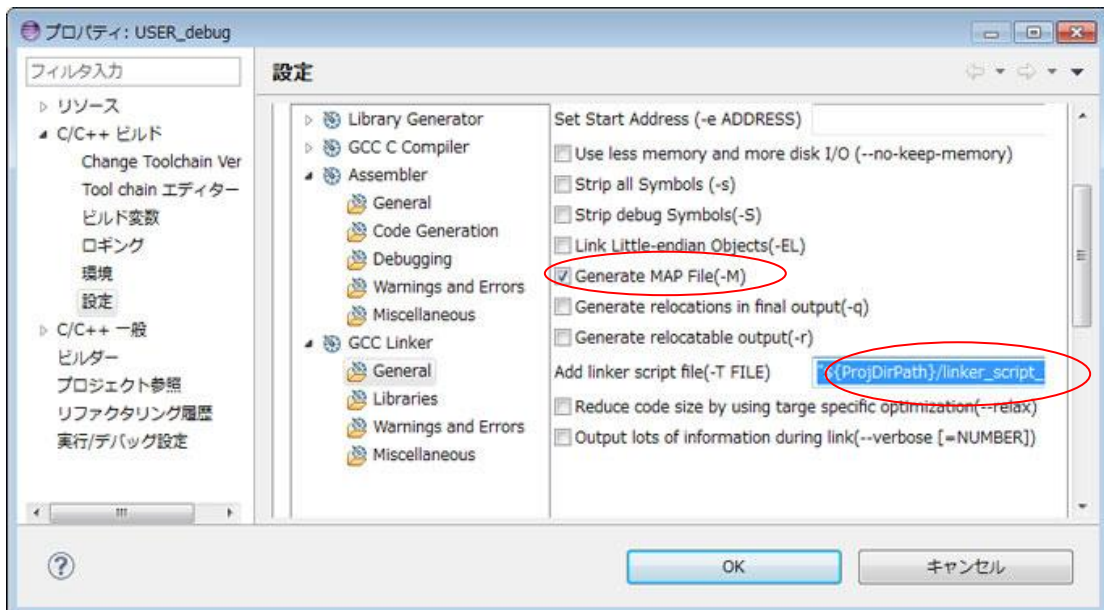 プロパティ: USER_debug
フィルタ入力
設定
リソース
C/C++ ビルド
Change Toolchain Ver
Tool chain エディター
ビルド変数
ロギング
環境
設定
C/C++ 一般
ビルダー
プロジェクト参照
リファクタリング履歴
実行/デバッグ設定
Library Generator
GCC C Compiler
Assembler
General
Code Generation
Debugging
Warnings and Errors
Miscellaneous
GCC Linker
General
Libraries
Warnings and Errors
Miscellaneous
Set Start Address (-e ADDRESS)
Use less memory and more disk I/O (--no-keep-memory)
Strip all Symbols (-s)
Strip debug Symbols(-S)
Link Little-endian Objects(-EL)
Generate MAP File(-M)
Generate relocations in final output(-q)
Generate relocatable output(-r)
Add linker script file(-T FILE) "${ProjDirPath}/linker_script_
Reduce code size by using targe specific optimization(--relax)
Output lots of information during link(--verbose [=NUMBER])
OK
キャンセル